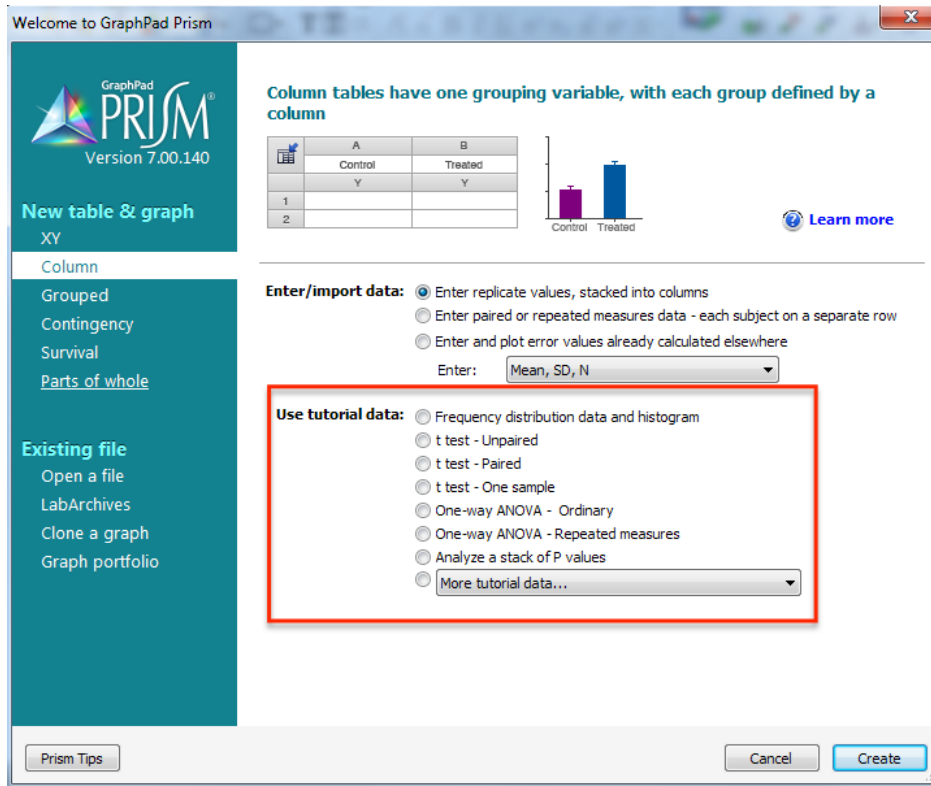 Welcome to GraphPad Prism
x
GraphPad
PRISM®
Version 7.00.140
New table & graph
XY
Column
Grouped
Contingency
Survival
Parts of whole
Existing file
Open a file
LabArchives
Clone a graph
Graph portfolio
Column tables have one grouping variable, with each group defined by a
column
A B
Control Treated
Y Y
1
2
Control Treated
Learn more
Enter/import data: Enter replicate values, stacked into columns
Enter paired or repeated measures data - each subject on a separate row
Enter and plot error values already calculated elsewhere
Enter: Mean, SD, N
Use tutorial data: Frequency distribution data and histogram
t test - Unpaired
t test - Paired
t test - One sample
One-way ANOVA - Ordinary
One-way ANOVA - Repeated measures
Analyze a stack of P values
More tutorial data...
Prism Tips Cancel Create